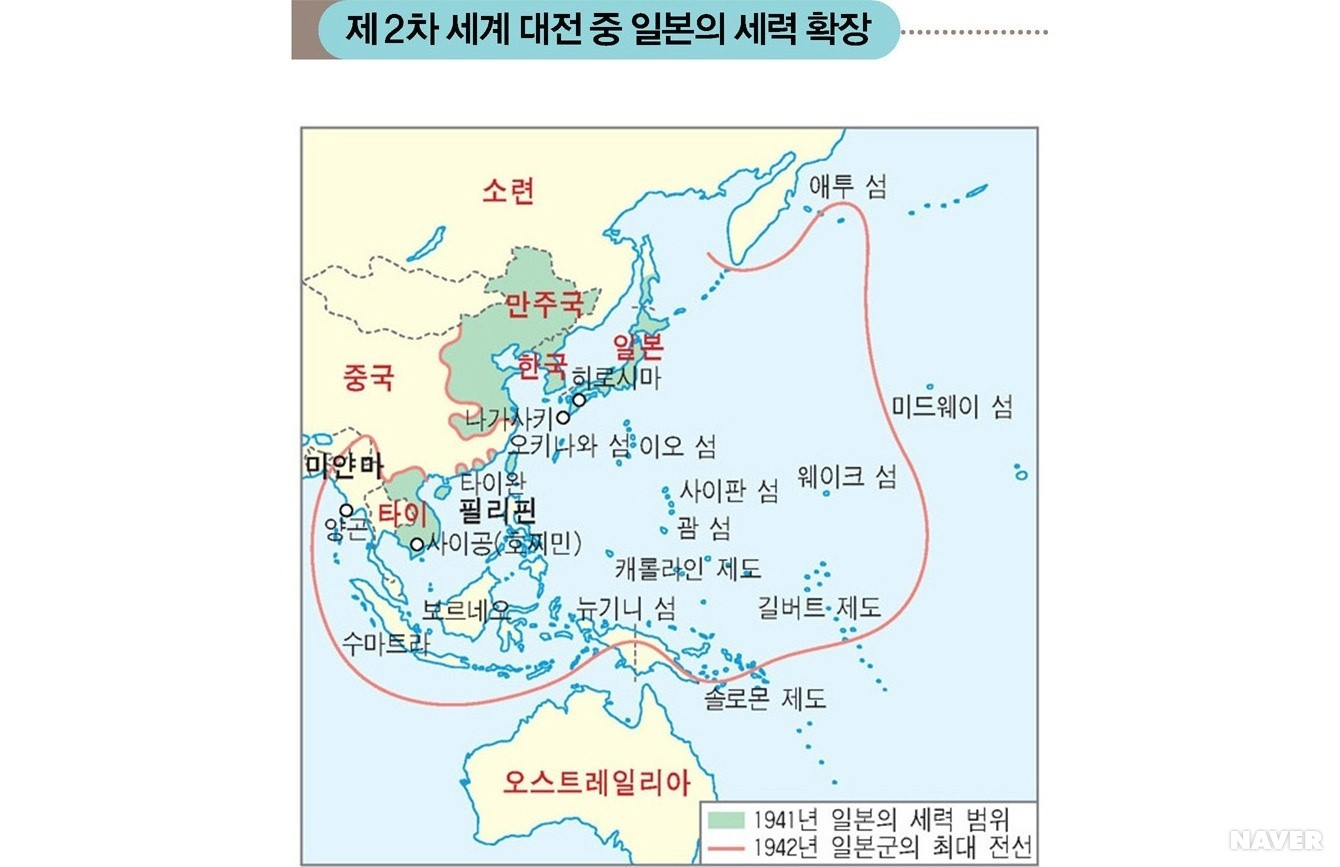 제2차 세계 대전 중 일본의 세력 확장
애투 섬
소련
만주국
일본
한국
중국
히로시마
미드웨이 섬
나가사키
오키나와 섬 이오 섬
미얀마
타이완
사이판 섬
웨이크 섬
타이
필리핀
양곤
괌 섬
사이공(호찌민)
캐롤라인 제도
보르네오
뉴기니 섬
길버트 제도
수마트라
솔로몬 제도
오스트레일리아
1941년 일본의 세력 범위
1942년 일본군의 최대 전선
NAVER